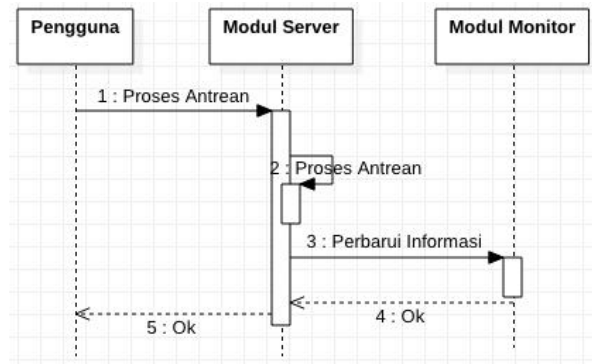 Pengguna
Modul Server
Modul Monitor
1 : Proses Antrean
2 : Proses Antrean
3 : Perbarui Informasi
4 : Ok
5 : Ok